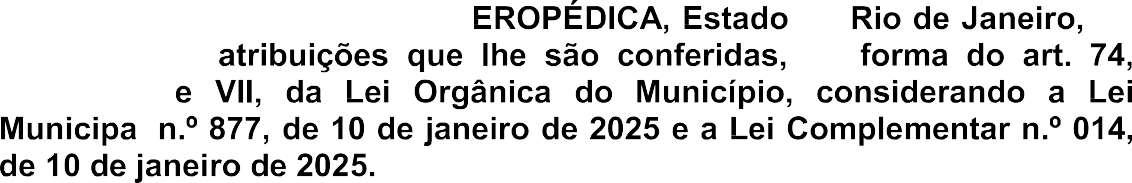 EROPÉDICA, Estado Rio de Janeiro,
atribuições que lhe são conferidas, forma do art. 74,
e VII, da Lei Orgânica do Município, considerando a Lei
Municipa n.º 877, de 10 de janeiro de 2025 e a Lei Complementar n.º 014,
de 10 de janeiro de 2025.